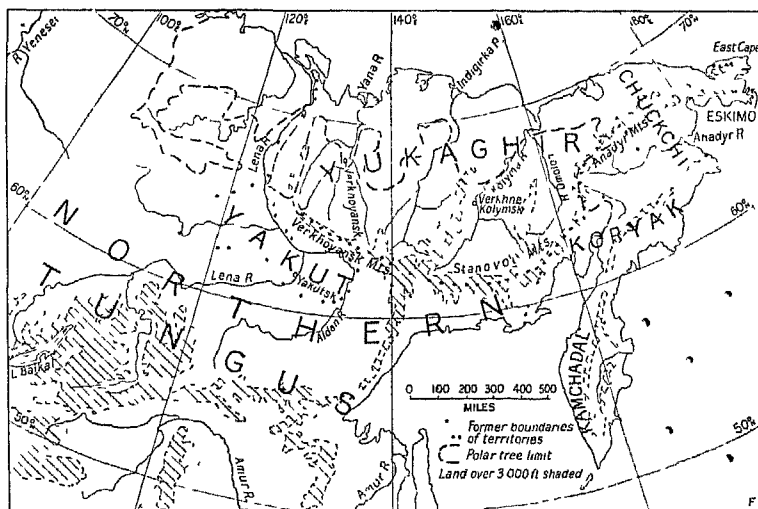 70°N
100°E
120°E
140°E
160°E
180°E
70°N
R Yenesei
Yana R
Indigirka R
East Cape
ESKIMO
CHUCKCHI
Anadyr R
Anadyr Mts.
YUKAGHIR
Lena R
Verkhoyansk
Kolyma R
Verkhne
Kolymsk
60°N
YAKUT
Verkhoyansk Mts.
KORYAK
60°N
Stanovoi Mts.
Lena R
Yakutsk
NORTHERN
TUNGUS
Aldan R
L Baikal
KAMCHADAL
0 100 200 300 400 500
MILES
Former boundaries
of territories
Polar tree limit
Land over 3 000 ft shaded
50°N
50°N
Amur R
Amur R
F